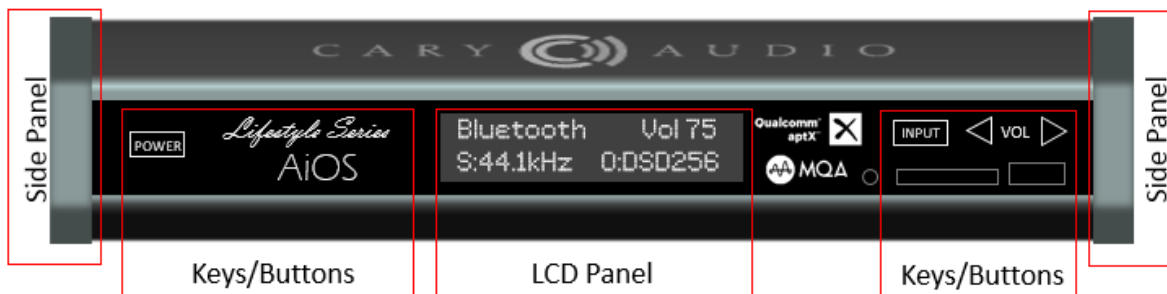 CARY AUDIO
Side Panel
POWER
Lifestyle Series
AiOS
Bluetooth Vol 75
S:44.1kHz O:DSD256
Qualcomm
aptX
MQA
INPUT VOL
Side Panel
Keys/Buttons LCD Panel Keys/Buttons